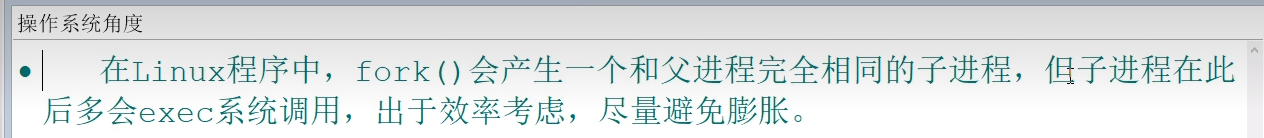 操作系统角度
● 在Linux程序中，fork()会产生一个和父进程完全相同的子进程，但子进程在此
后多会exec系统调用，出于效率考虑，尽量避免膨胀。